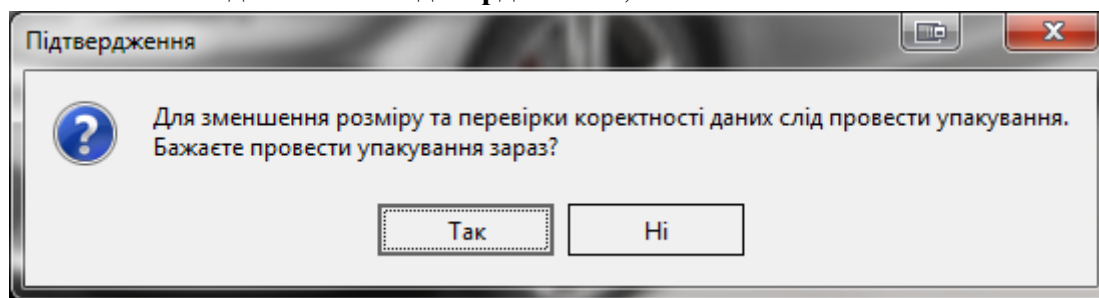 Підтвердження
Для зменшення розміру та перевірки коректності даних слід провести упакування.
Бажаєте провести упакування зараз?
Так
Ні